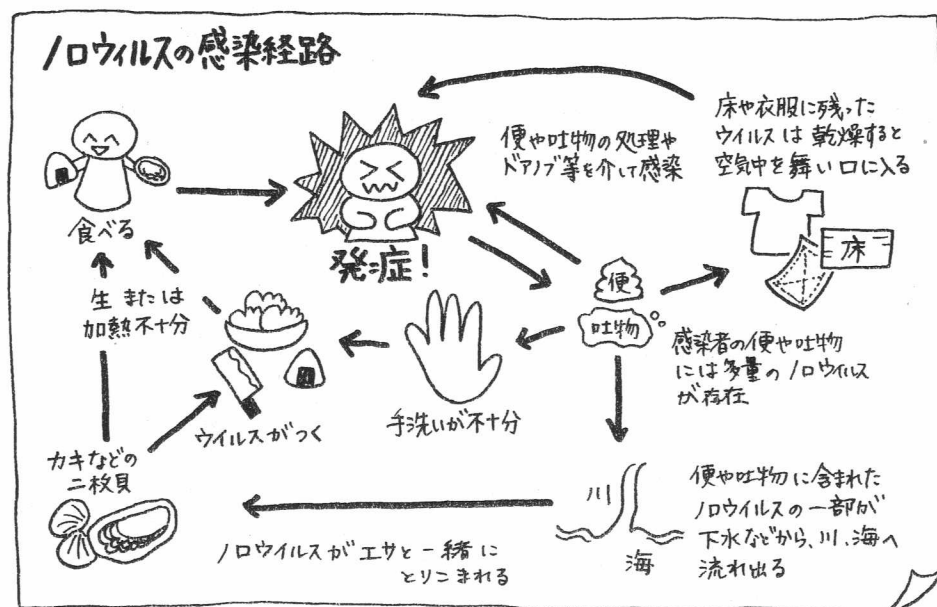 ノロウィルスの感染経路
床や衣服に残った
ウイルスは乾燥すると
空気中を舞い口に入る
便や吐物の処理や
ドアノブ等を介して感染
食べる
発症!
床
便
吐物
生または
加熱不十分
感染者の便や吐物
には多量のノロウイルス
が存在
ウイルスがつく
手洗いが不十分
カキなどの
二枚貝
川
海
便や吐物に含まれた
ノロウイルスの一部が
下水などから、川、海へ
流れ出る
ノロウイルスがエサと一緒に
とりこまれる